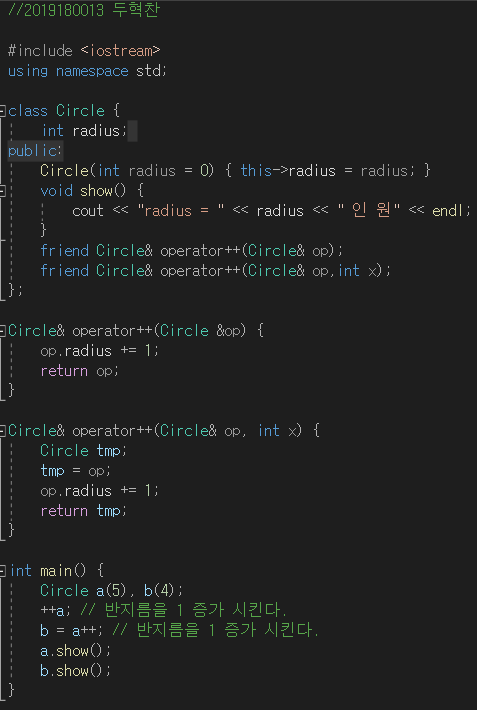 //2019180013 두혁찬
#include <iostream>
using namespace std;
class Circle {
int radius;
public:
Circle(int radius = 0) { this->radius = radius; }
void show() {
cout << "radius = " << radius << " 인 원" << endl;
}
friend Circle& operator++(Circle& op);
friend Circle& operator++(Circle& op,int x);
};
Circle& operator++(Circle &op) {
op.radius += 1;
return op;
}
Circle& operator++(Circle& op, int x) {
Circle tmp;
tmp = op;
op.radius += 1;
return tmp;
}
int main() {
Circle a(5), b(4);
++a; // 반지름을 1 증가 시킨다.
b = a++; // 반지름을 1 증가 시킨다.
a.show();
b.show();
}